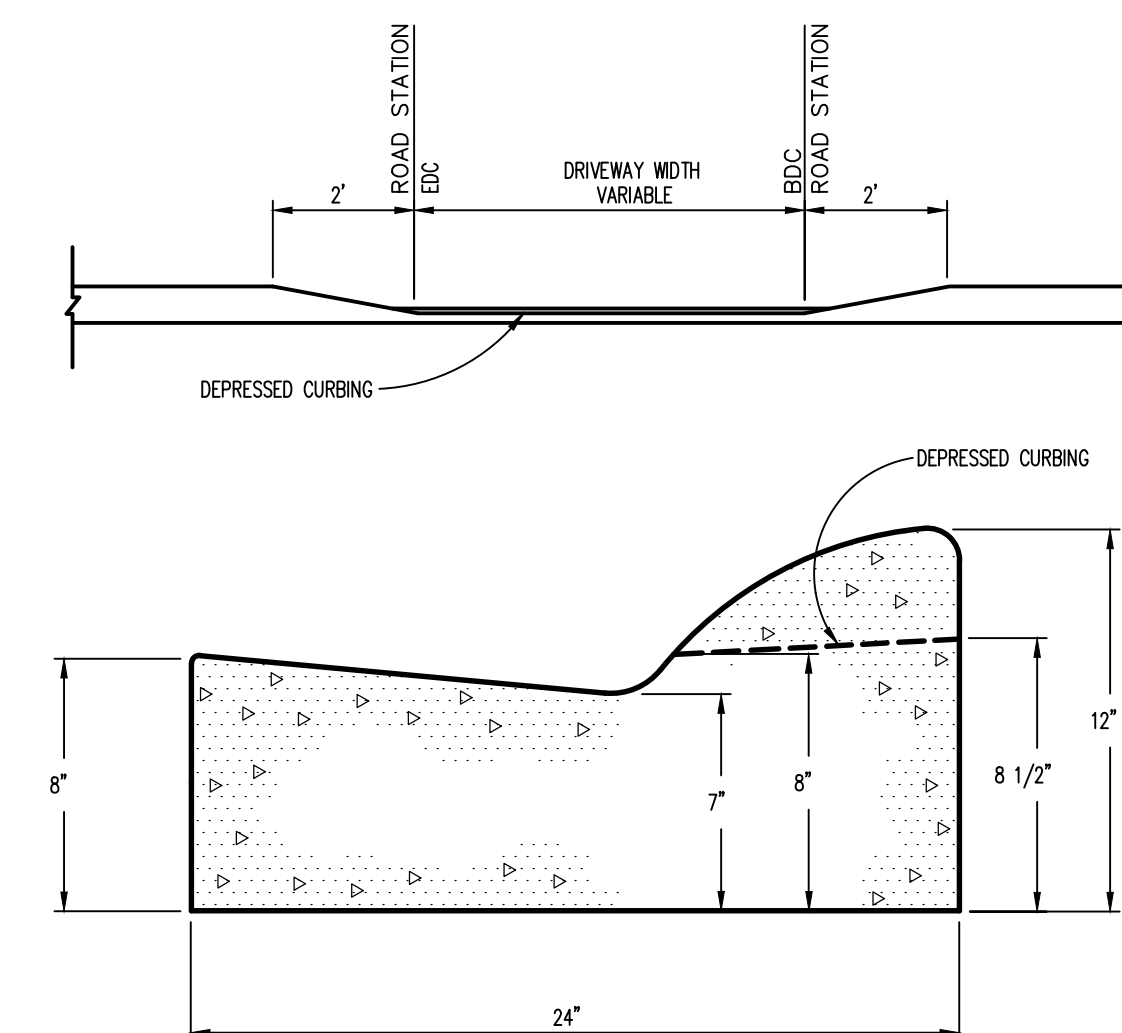 ROAD STATION
EDC
BDC
ROAD STATION
2'
DRIVEWAY WIDTH
VARIABLE
2'
DEPRESSED CURBING
DEPRESSED CURBING
8"
7"
8"
8 1/2"
12"
24"